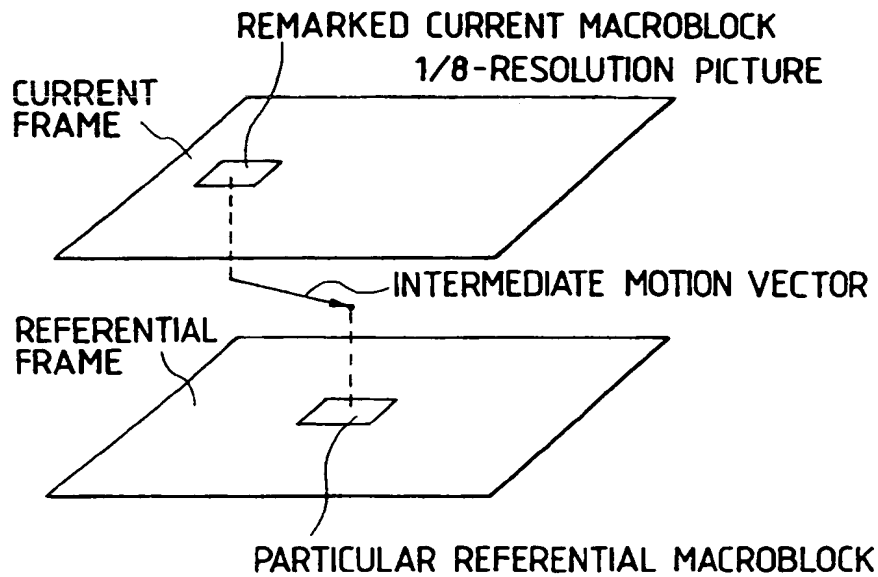 REMARKED CURRENT MACROBLOCK
1/8-RESOLUTION PICTURE
CURRENT
FRAME
INTERMEDIATE MOTION VECTOR
REFERENTIAL
FRAME
PARTICULAR REFERENTIAL MACROBLOCK